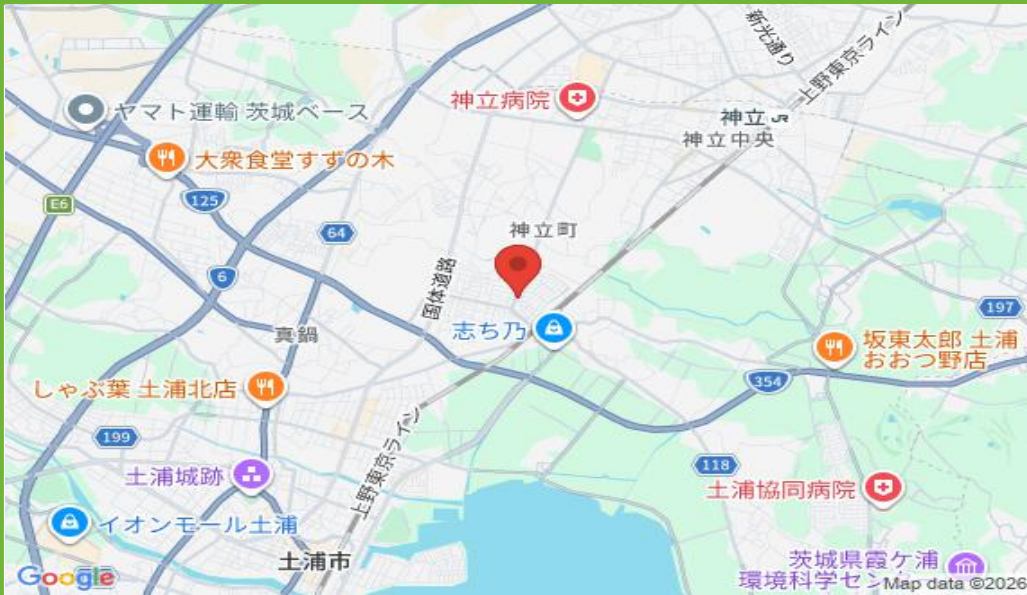 新光通り
上野東京ライン
神立病院
神立 JR
神立中央
ヤマト運輸 茨城ベース
大衆食堂すずの木
125
E6
64
神立町
6
国体道路
197
真鍋
志ち乃
坂東太郎 土浦
おおつ野店
しゃぶ葉 土浦北店
354
199
上野東京ライン
118
土浦城跡
土浦協同病院
イオンモール土浦
土浦市
茨城県霞ケ浦
環境科学セン
Google
Map data ©2026